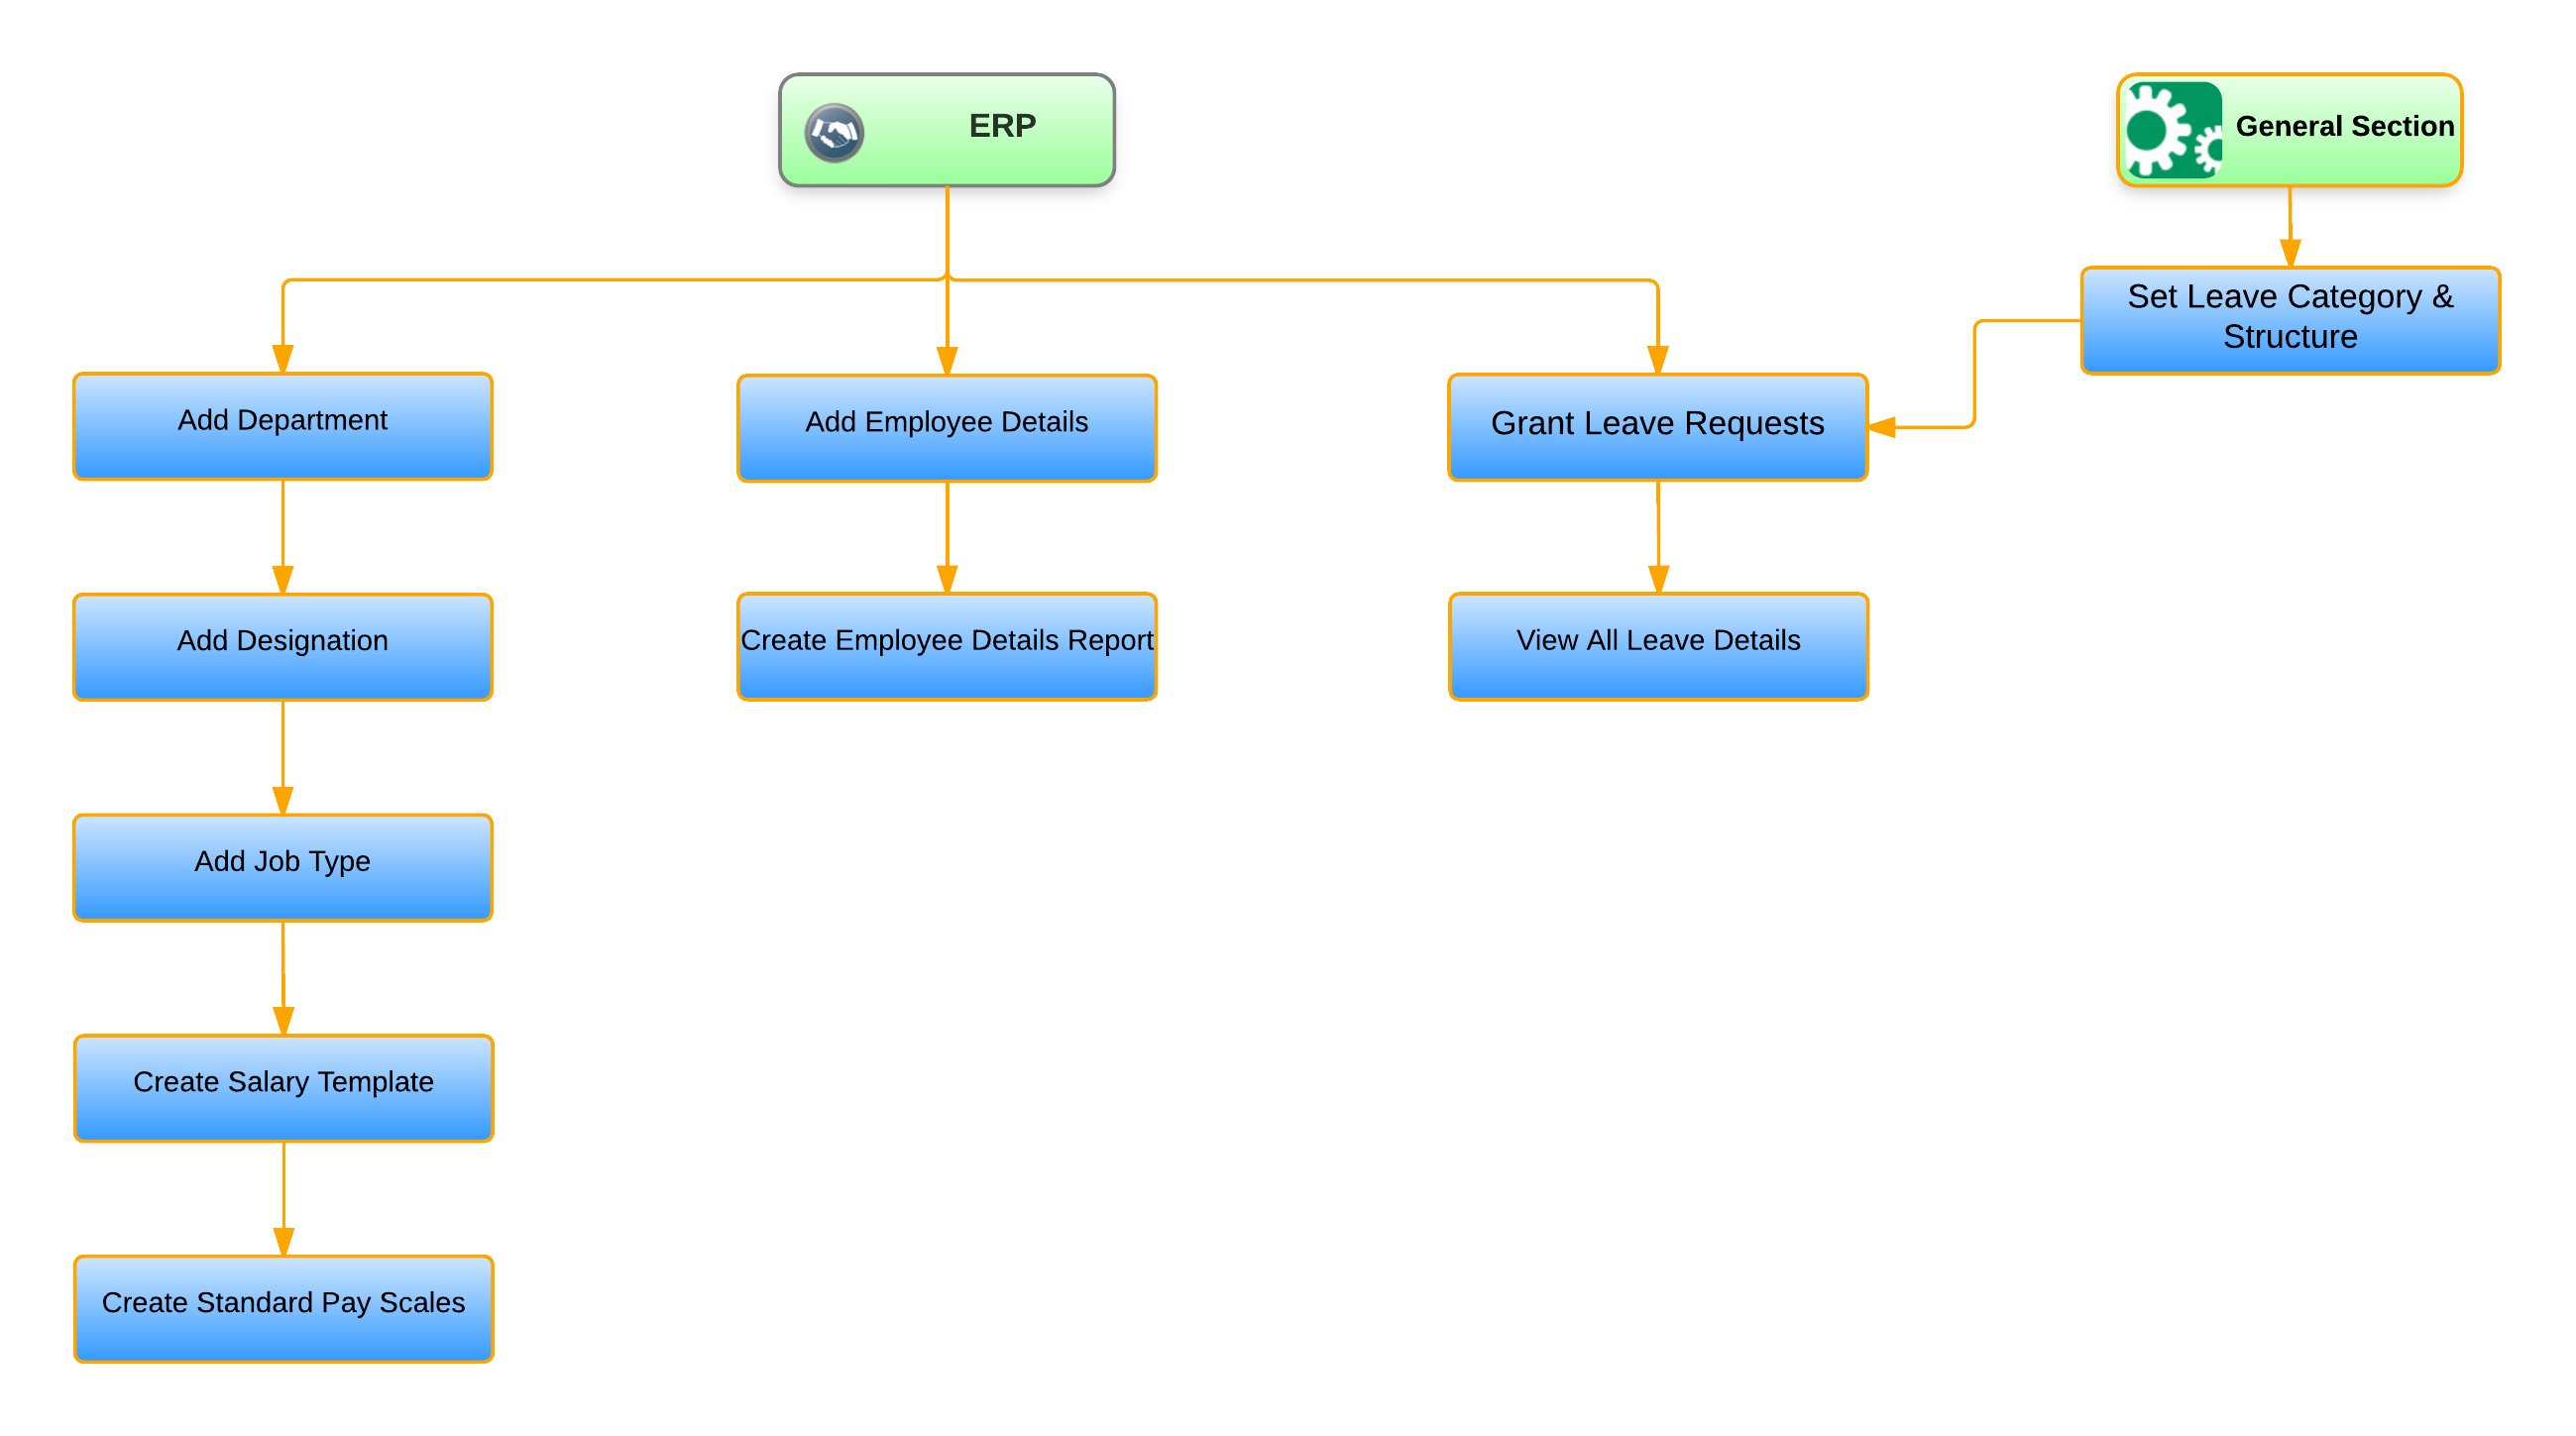 ERP
General Section
Set Leave Category &
Structure
Add Department
Add Employee Details
Grant Leave Requests
Add Designation
Create Employee Details Report
View All Leave Details
Add Job Type
Create Salary Template
Create Standard Pay Scales